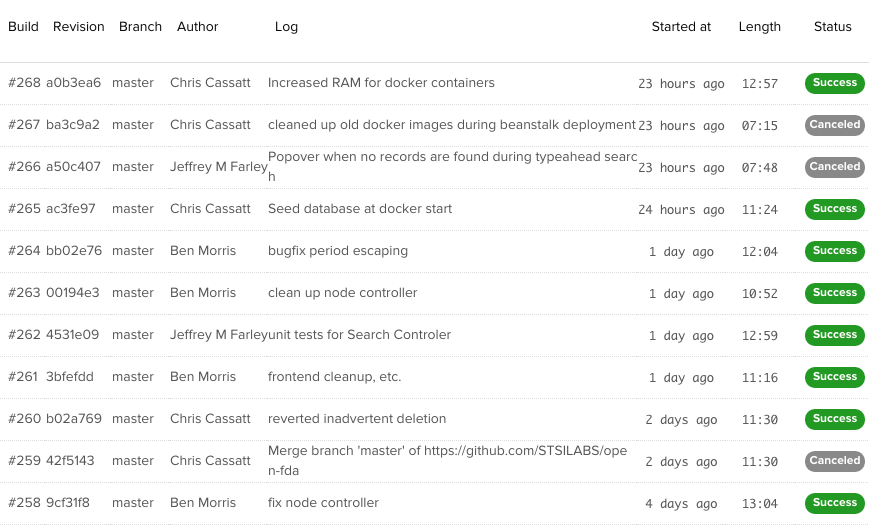 Build Revision Branch Author Log Started at Length Status
#268 a0b3ea6 master Chris Cassatt Increased RAM for docker containers 23 hours ago 12:57 Success
#267 ba3c9a2 master Chris Cassatt cleaned up old docker images during beanstalk deployment 23 hours ago 07:15 Canceled
#266 a50c407 master Jeffrey M Farley Popover when no records are found during typeahead searc 23 hours ago 07:48 Canceled
h
#265 ac3fe97 master Chris Cassatt Seed database at docker start 24 hours ago 11:24 Success
#264 bb02e76 master Ben Morris bugfix period escaping 1 day ago 12:04 Success
#263 00194e3 master Ben Morris clean up node controller 1 day ago 10:52 Success
#262 4531e09 master Jeffrey M Farley unit tests for Search Controler 1 day ago 12:59 Success
#261 3bfefdd master Ben Morris frontend cleanup, etc. 1 day ago 11:16 Success
#260 b02a769 master Chris Cassatt reverted inadvertent deletion 2 days ago 11:30 Success
#259 42f5143 master Chris Cassatt Merge branch 'master' of https://github.com/STSILABS/ope 2 days ago 11:30 Canceled
n-fda
#258 9cf31f8 master Ben Morris fix node controller 4 days ago 13:04 Success